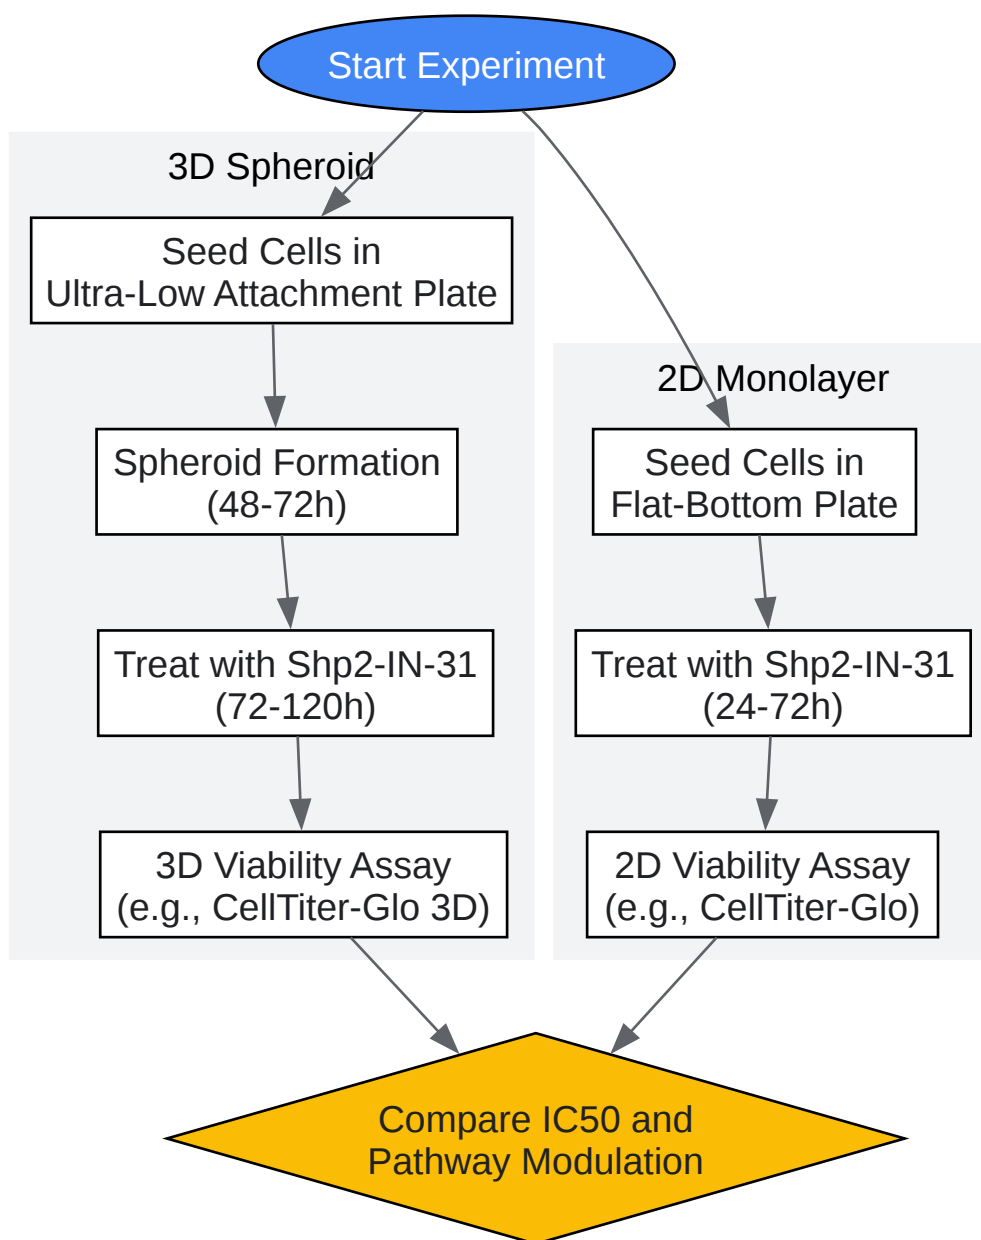 Start Experiment
3D Spheroid
Seed Cells in
Ultra-Low Attachment Plate
Spheroid Formation
(48-72h)
Treat with Shp2-IN-31
(72-120h)
3D Viability Assay
(e.g., CellTiter-Glo 3D)
2D Monolayer
Seed Cells in
Flat-Bottom Plate
Treat with Shp2-IN-31
(24-72h)
2D Viability Assay
(e.g., CellTiter-Glo)
Compare IC50 and
Pathway Modulation